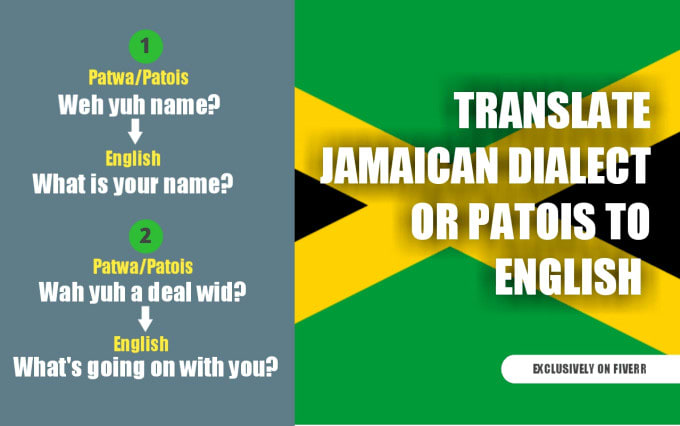 1
Patwa/Patois
Weh yuh name?
English
What is your name?
2
Patwa/Patois
Wah yuh a deal wid?
English
What's going on with you?
TRANSLATE
JAMAICAN DIALECT
OR PATOIS TO
ENGLISH
EXCLUSIVELY ON FIVERR